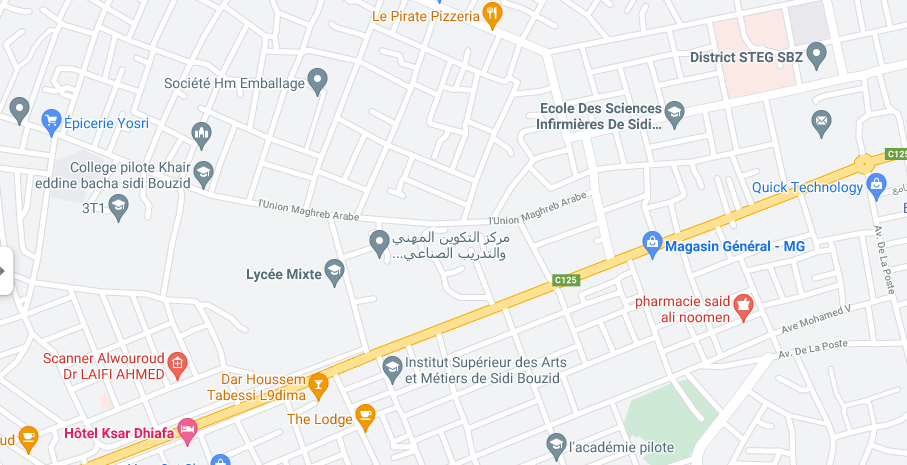 Le Pirate Pizzeria
District STEG SBZ
Société Hm Emballage
Ecole Des Sciences
Infirmières De Sidi...
Épicerie Yosri
C125
College pilote Khair
eddine bacha sidi Bouzid
Quick Technology
3T1
l'Union Maghreb Arabe
l'Union Maghreb Arabe
مركز التكوين المهني
والتدريب الصناعي...
Magasin Général - MG
Av. De La Poste
Lycée Mixte
C125
pharmacie said
ali noomen
Ave Mohamed V
Av. De La Poste
Scanner Alwouroud
Dr LAIFI AHMED
Institut Supérieur des Arts
et Métiers de Sidi Bouzid
Dar Houssem
Tabessi L9dima
The Lodge
Hôtel Ksar Dhiafa
ud
l'académie pilote